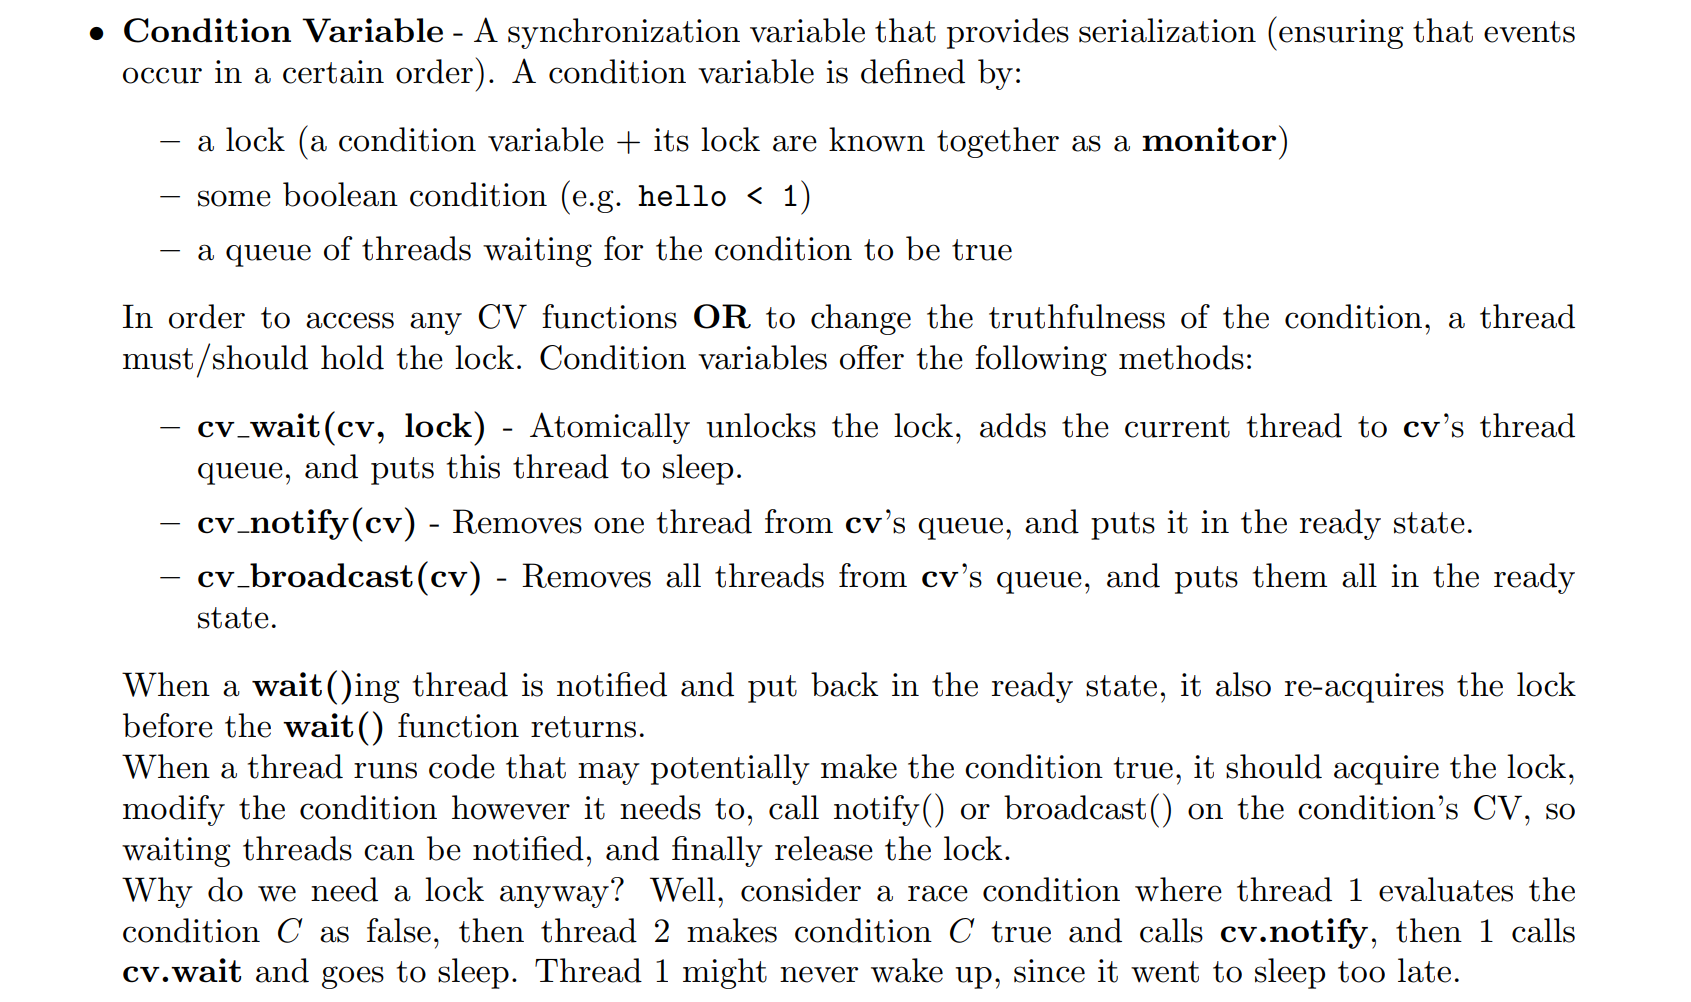 • Condition Variable - A synchronization variable that provides serialization (ensuring that events
occur in a certain order). A condition variable is defined by:
– a lock (a condition variable + its lock are known together as a monitor)
– some boolean condition (e.g. hello < 1)
– a queue of threads waiting for the condition to be true
In order to access any CV functions OR to change the truthfulness of the condition, a thread
must/should hold the lock. Condition variables offer the following methods:
– cv_wait(cv, lock) - Atomically unlocks the lock, adds the current thread to cv's thread
queue, and puts this thread to sleep.
– cv_notify(cv) - Removes one thread from cv's queue, and puts it in the ready state.
– cv_broadcast(cv) - Removes all threads from cv's queue, and puts them all in the ready
state.
When a wait()ing thread is notified and put back in the ready state, it also re-acquires the lock
before the wait() function returns.
When a thread runs code that may potentially make the condition true, it should acquire the lock,
modify the condition however it needs to, call notify() or broadcast() on the condition's CV, so
waiting threads can be notified, and finally release the lock.
Why do we need a lock anyway? Well, consider a race condition where thread 1 evaluates the
condition C as false, then thread 2 makes condition C true and calls cv.notify, then 1 calls
cv.wait and goes to sleep. Thread 1 might never wake up, since it went to sleep too late.